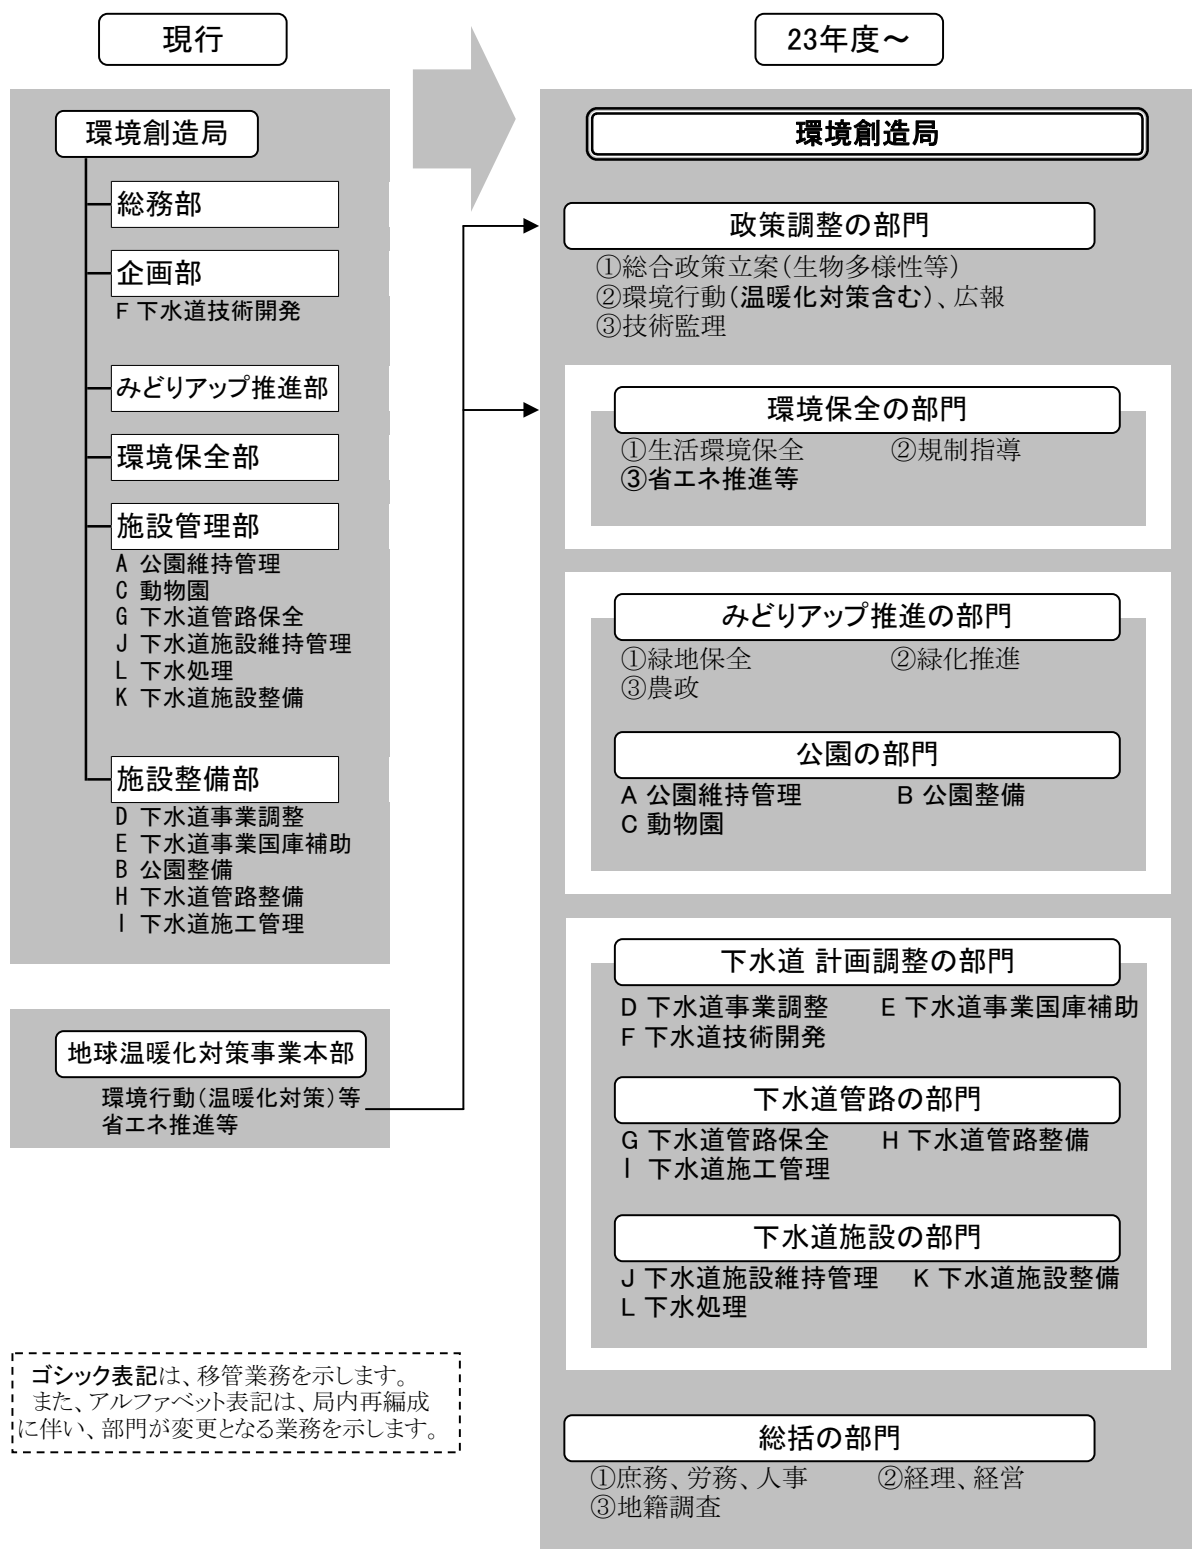 現行
環境創造局
総務部
企画部
F 下水道技術開発
みどりアップ推進部
環境保全部
施設管理部
A 公園維持管理
C 動物園
G 下水道管路保全
J 下水道施設維持管理
L 下水処理
K 下水道施設整備
施設整備部
D 下水道事業調整
E 下水道事業国庫補助
B 公園整備
H 下水道管路整備
I 下水道施工管理
地球温暖化対策事業本部
環境行動(温暖化対策)等
省エネ推進等
ゴシック表記は、移管業務を示します。
また、アルファベット表記は、局内再編成
に伴い、部門が変更となる業務を示します。
23年度~
環境創造局
政策調整の部門
①総合政策立案(生物多様性等)
②環境行動(温暖化対策含む)、広報
③技術監理
環境保全の部門
①生活環境保全 ②規制指導
③省エネ推進等
みどりアップ推進の部門
①緑地保全 ②緑化推進
③農政
公園の部門
A 公園維持管理 B 公園整備
C 動物園
下水道 計画調整の部門
D 下水道事業調整 E 下水道事業国庫補助
F 下水道技術開発
下水道管路の部門
G 下水道管路保全 H 下水道管路整備
I 下水道施工管理
下水道施設の部門
J 下水道施設維持管理 K 下水道施設整備
L 下水処理
総括の部門
①庶務、労務、人事 ②経理、経営
③地籍調査